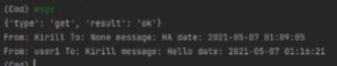 (Cmd) msgs
{'type': 'get', 'result': 'ok'}
From: Kirill To: None message: HA date: 2021-05-07 01:09:05
From: user1 To: Kirill message: Hello date: 2021-05-07 01:16:21
(Cmd)